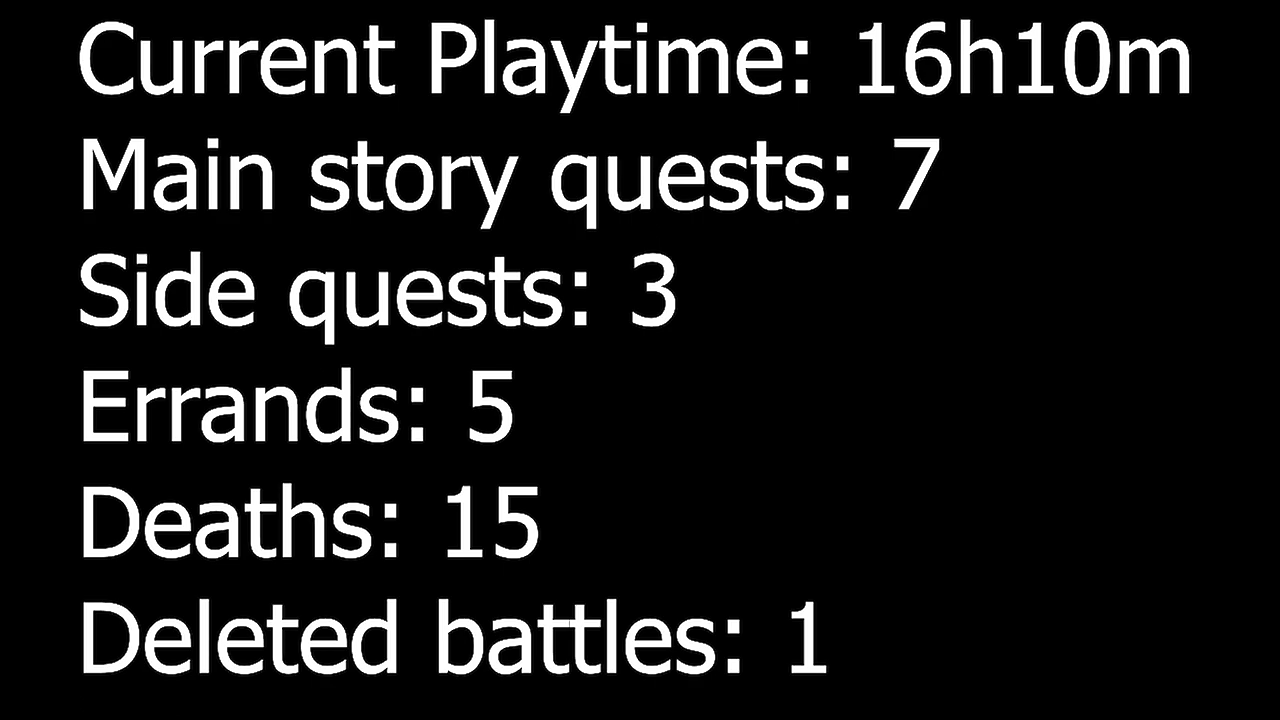 Current Playtime: 16h10m
Main story quests: 7
Side quests: 3
Errands: 5
Deaths: 15
Deleted battles: 1